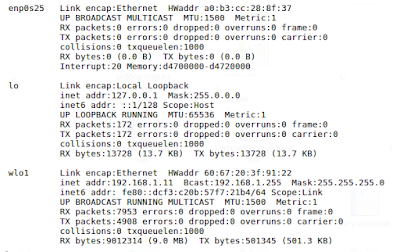 enp0s25 Link encap:Ethernet HWaddr a0:b3:cc:28:8f:37
UP BROADCAST MULTICAST MTU:1500 Metric:1
RX packets:0 errors:0 dropped:0 overruns:0 frame:0
TX packets:0 errors:0 dropped:0 overruns:0 carrier:0
collisions:0 txqueuelen:1000
RX bytes:0 (0.0 B) TX bytes:0 (0.0 B)
Interrupt:20 Memory:d4700000-d4720000
lo Link encap:Local Loopback
inet addr:127.0.0.1 Mask:255.0.0.0
inet6 addr: ::1/128 Scope:Host
UP LOOPBACK RUNNING MTU:65536 Metric:1
RX packets:172 errors:0 dropped:0 overruns:0 frame:0
TX packets:172 errors:0 dropped:0 overruns:0 carrier:0
collisions:0 txqueuelen:1000
RX bytes:13728 (13.7 KB) TX bytes:13728 (13.7 KB)
wlo1 Link encap:Ethernet HWaddr 60:67:20:3f:91:22
inet addr:192.168.1.11 Bcast:192.168.1.255 Mask:255.255.255.0
inet6 addr: fe80::dcf3:c20b:57f7:21b4/64 Scope:Link
UP BROADCAST RUNNING MULTICAST MTU:1500 Metric:1
RX packets:7953 errors:0 dropped:0 overruns:0 frame:0
TX packets:4908 errors:0 dropped:0 overruns:0 carrier:0
collisions:0 txqueuelen:1000
RX bytes:9012314 (9.0 MB) TX bytes:501345 (501.3 KB)